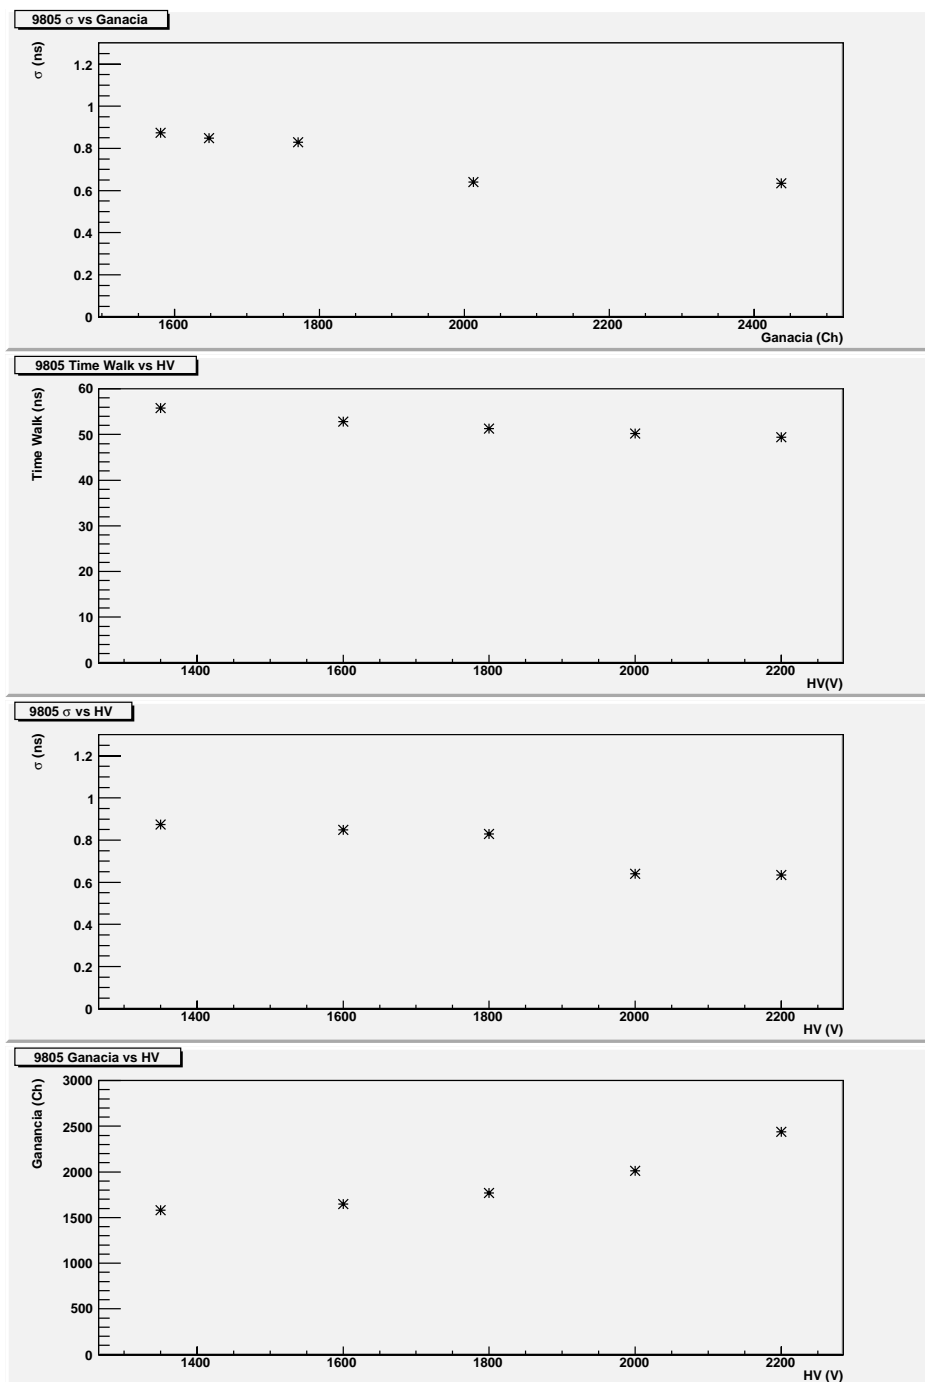 9805 σ vs Ganacia
σ (ns)
1.2
1
0.8
0.6
0.4
0.2
0
1600 1800 2000 2200 2400
Ganacia (Ch)
9805 Time Walk vs HV
Time Walk (ns)
60
50
40
30
20
10
0
1400 1600 1800 2000 2200
HV(V)
9805 σ vs HV
σ (ns)
1.2
1
0.8
0.6
0.4
0.2
0
1400 1600 1800 2000 2200
HV (V)
9805 Ganacia vs HV
Ganancia (Ch)
3000
2500
2000
1500
1000
500
0
1400 1600 1800 2000 2200
HV (V)